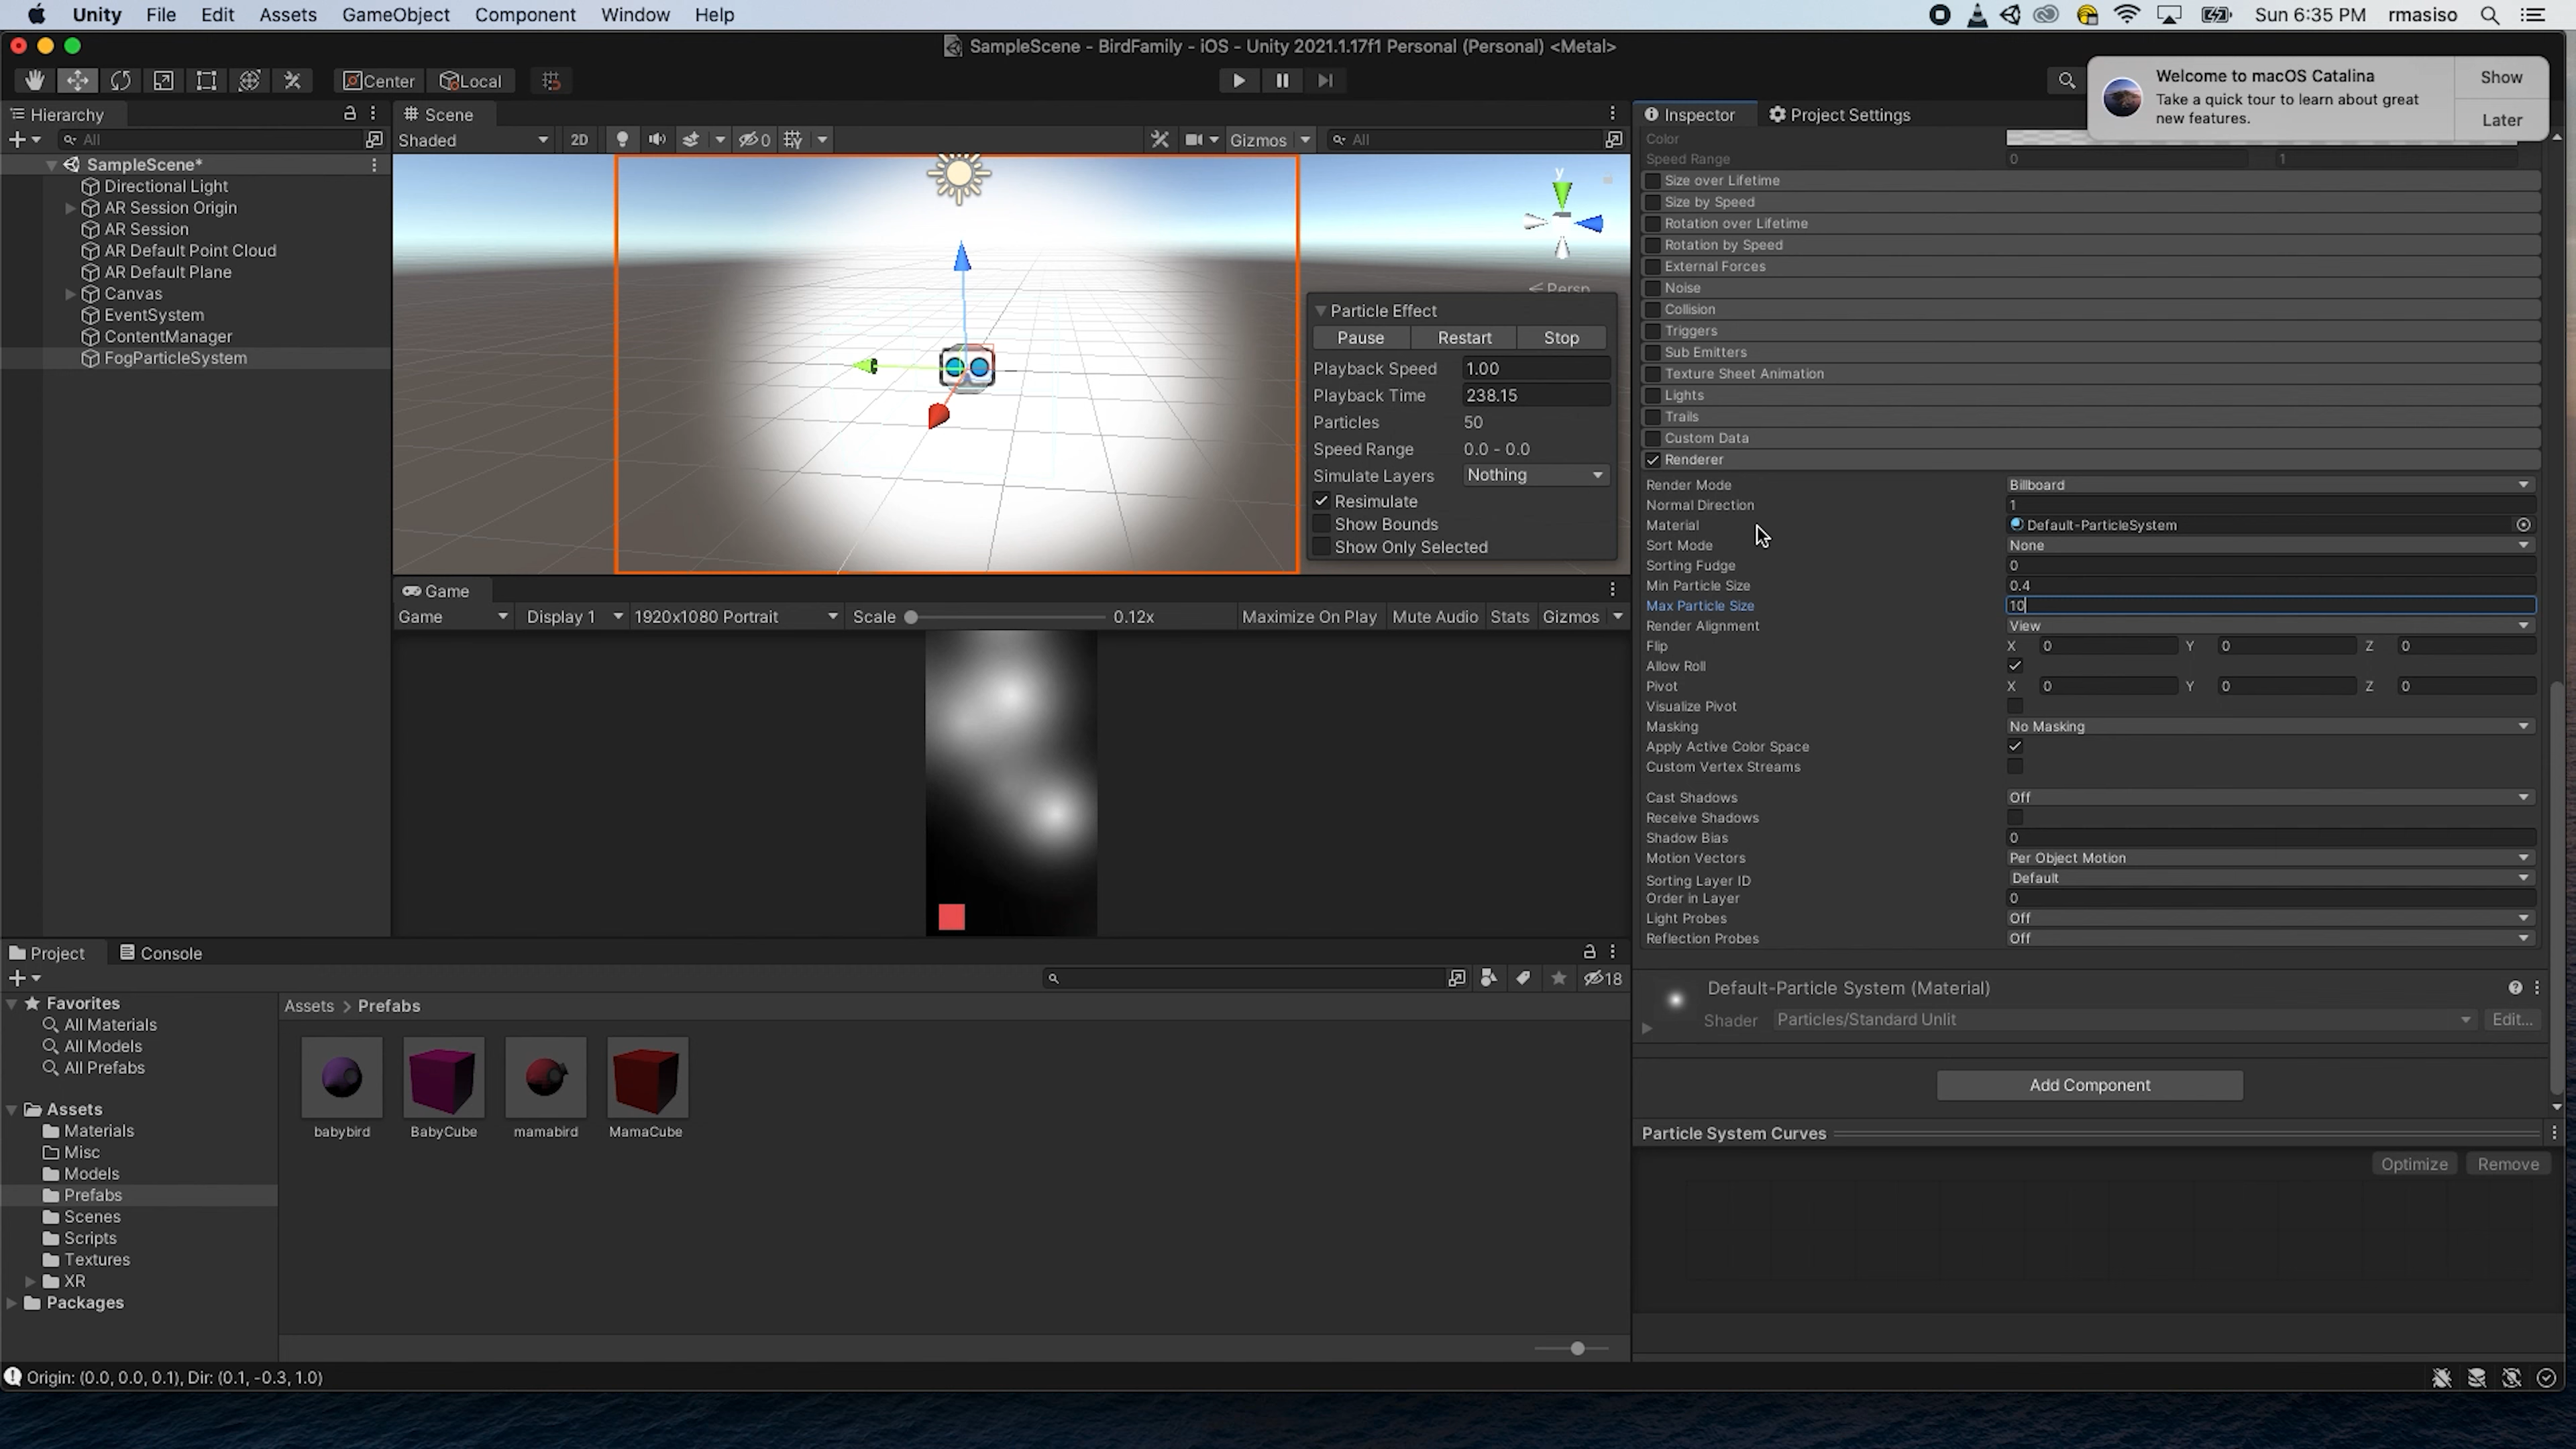 Unity File Edit Assets GameObject Component Window Help
Sun 6:35 PM rmasiso
SampleScene - BirdFamily - iOS - Unity 2021.1.17f1 Personal (Personal) <Metal>
Center Local
Welcome to macOS Catalina
Take a quick tour to learn about great
new features.
Show
Later
Hierarchy
All
SampleScene*
Directional Light
AR Session Origin
AR Session
AR Default Point Cloud
AR Default Plane
Canvas
EventSystem
ContentManager
FogParticleSystem
Scene
Shaded 2D 0 Gizmos All
y
Persp
Particle Effect
Pause Restart Stop
Playback Speed 1.00
Playback Time 238.15
Particles 50
Speed Range 0.0 - 0.0
Simulate Layers Nothing
Resimulate
Show Bounds
Show Only Selected
Game
Game Display 1 1920x1080 Portrait Scale 0.12x Maximize On Play Mute Audio Stats Gizmos
Inspector Project Settings
Color
Speed Range 0 1
Size over Lifetime
Size by Speed
Rotation over Lifetime
Rotation by Speed
External Forces
Noise
Collision
Triggers
Sub Emitters
Texture Sheet Animation
Lights
Trails
Custom Data
Renderer
Render Mode Billboard
Normal Direction 1
Material Default-ParticleSystem
Sort Mode None
Sorting Fudge 0
Min Particle Size 0.4
Max Particle Size 10
Render Alignment View
Flip X 0 Y 0 Z 0
Allow Roll
Pivot X 0 Y 0 Z 0
Visualize Pivot
Masking No Masking
Apply Active Color Space
Custom Vertex Streams
Cast Shadows Off
Receive Shadows
Shadow Bias 0
Motion Vectors Per Object Motion
Sorting Layer ID Default
Order in Layer 0
Light Probes Off
Reflection Probes Off
Default-Particle System (Material)
Shader Particles/Standard Unlit Edit...
Add Component
Particle System Curves
Optimize Remove
Project Console
18
Favorites
All Materials
All Models
All Prefabs
Assets
Materials
Misc
Models
Prefabs
Scenes
Scripts
Textures
XR
Packages
Assets > Prefabs
babybird BabyCube mamabird MamaCube
Origin: (0.0, 0.0, 0.1), Dir: (0.1, -0.3, 1.0)